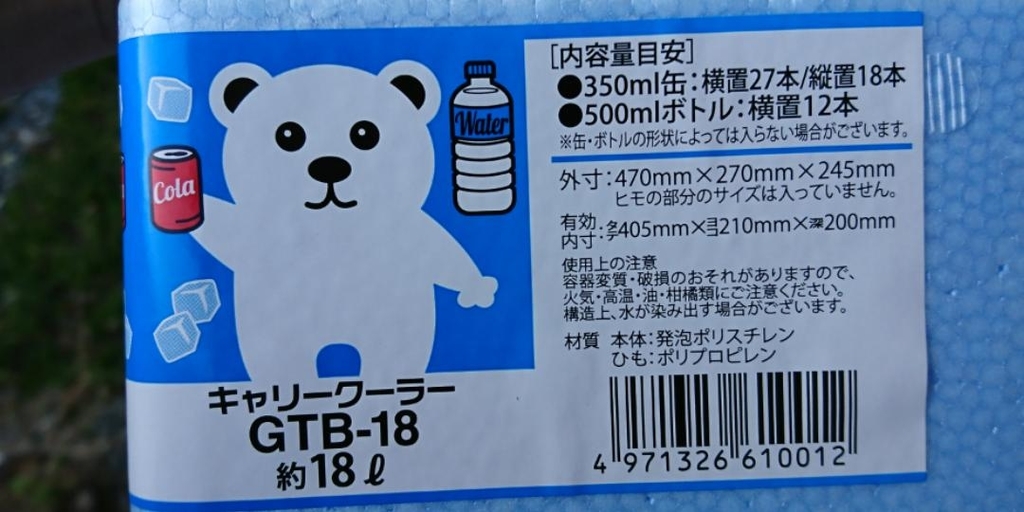 Cola
Water
キャリークーラー
GTB-18
約18ℓ
[内容量目安]
●350ml缶:横置27本/縦置18本
●500mlボトル:横置12本
※缶・ボトルの形状によっては入らない場合がございます。
外寸:470mm×270mm×245mm
ヒモの部分のサイズは入っていません。
有効
内寸:タテ405mm×ヨコ210mm×深200mm
使用上の注意
容器変質・破損のおそれがありますので、
火気・高温・油・柑橘類にご注意ください。
構造上、水が染み出す場合がございます。
材質 本体:発泡ポリスチレン
ひも:ポリプロピレン
4 971326 610012